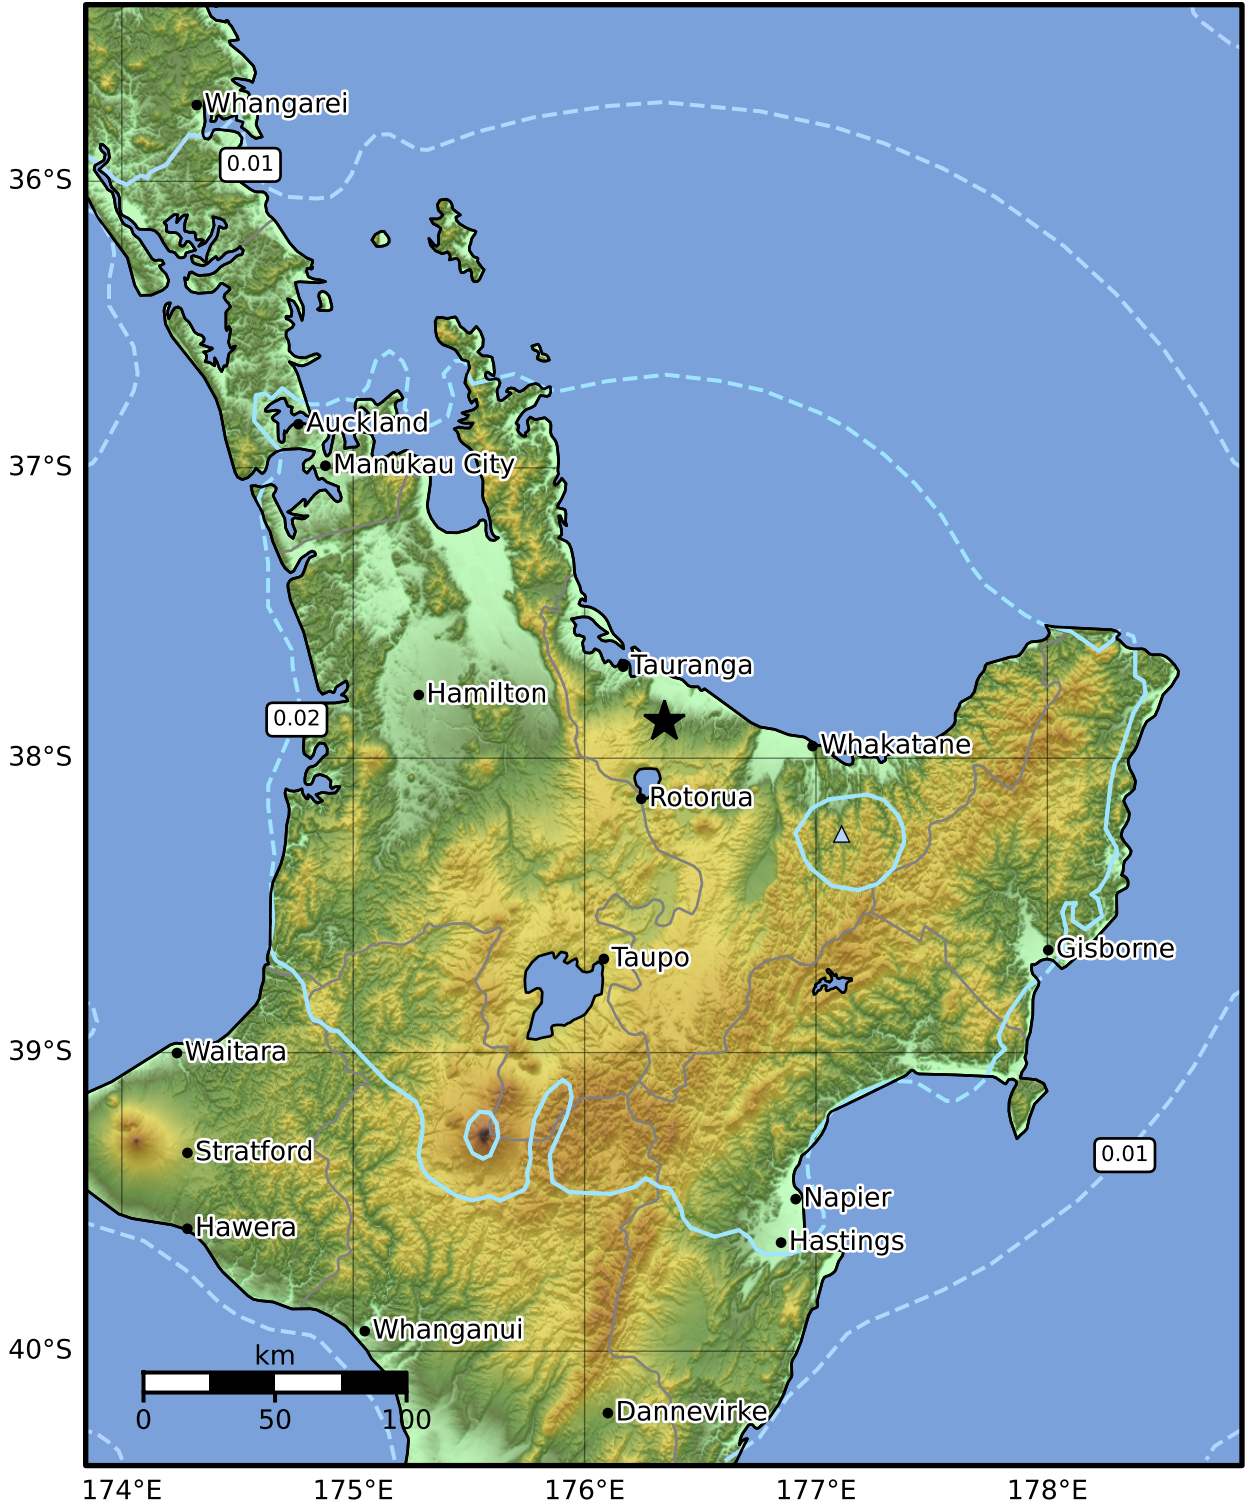 Whangarei
0.01
36°S
Auckland
Manukau City
37°S
Tauranga
Hamilton
0.02
Whakatane
38°S
Rotorua
Gisborne
Taupo
Waitara
39°S
Stratford
0.01
Napier
Hawera
Hastings
Whanganui
40°S
km
Dannevirke
0 50 100
174°E 175°E 176°E 177°E 178°E